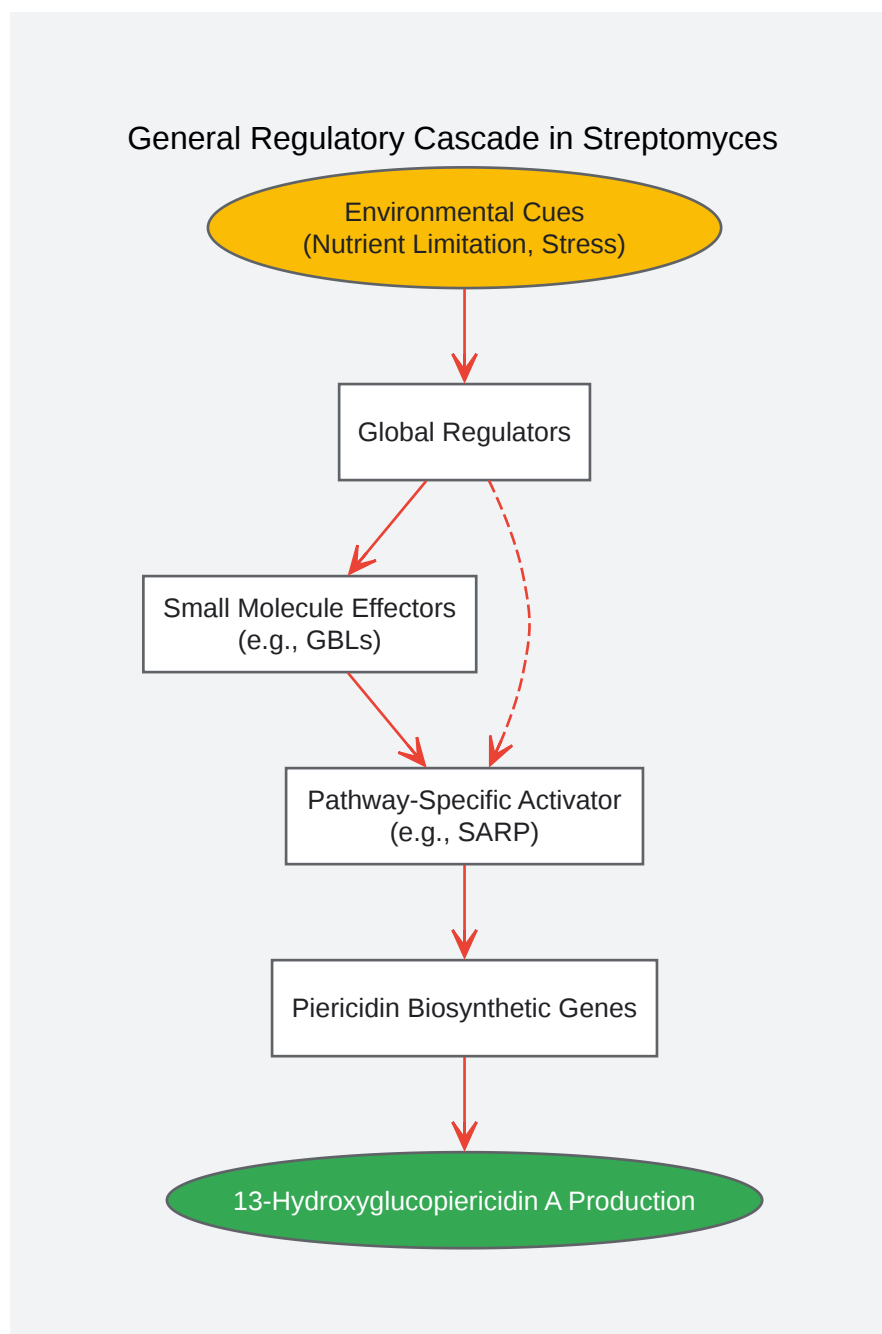 General Regulatory Cascade in Streptomyces
Environmental Cues
(Nutrient Limitation, Stress)
Global Regulators
Small Molecule Effectors
(e.g., GBLs)
Pathway-Specific Activator
(e.g., SARP)
Piericidin Biosynthetic Genes
13-Hydroxyglucopiericidin A Production